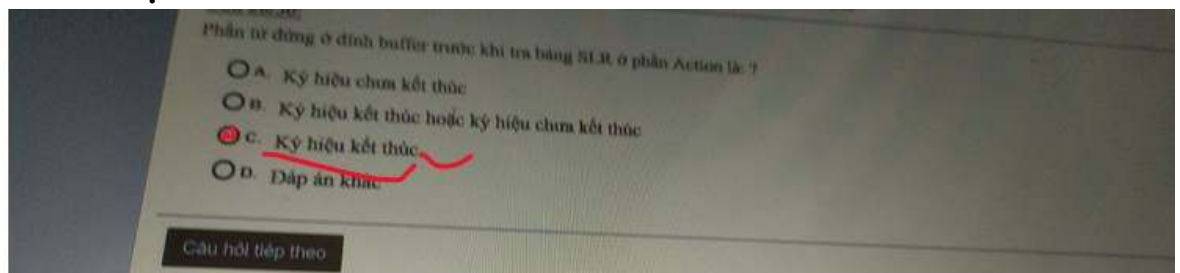 Phần tử đứng ở đỉnh buffer trước khi tra bảng SLR ở phần Action là: ?
A. Ký hiệu chưa kết thúc
B. Ký hiệu kết thúc hoặc ký hiệu chưa kết thúc
C. Ký hiệu kết thúc
D. Đáp án khác
Câu hỏi tiếp theo